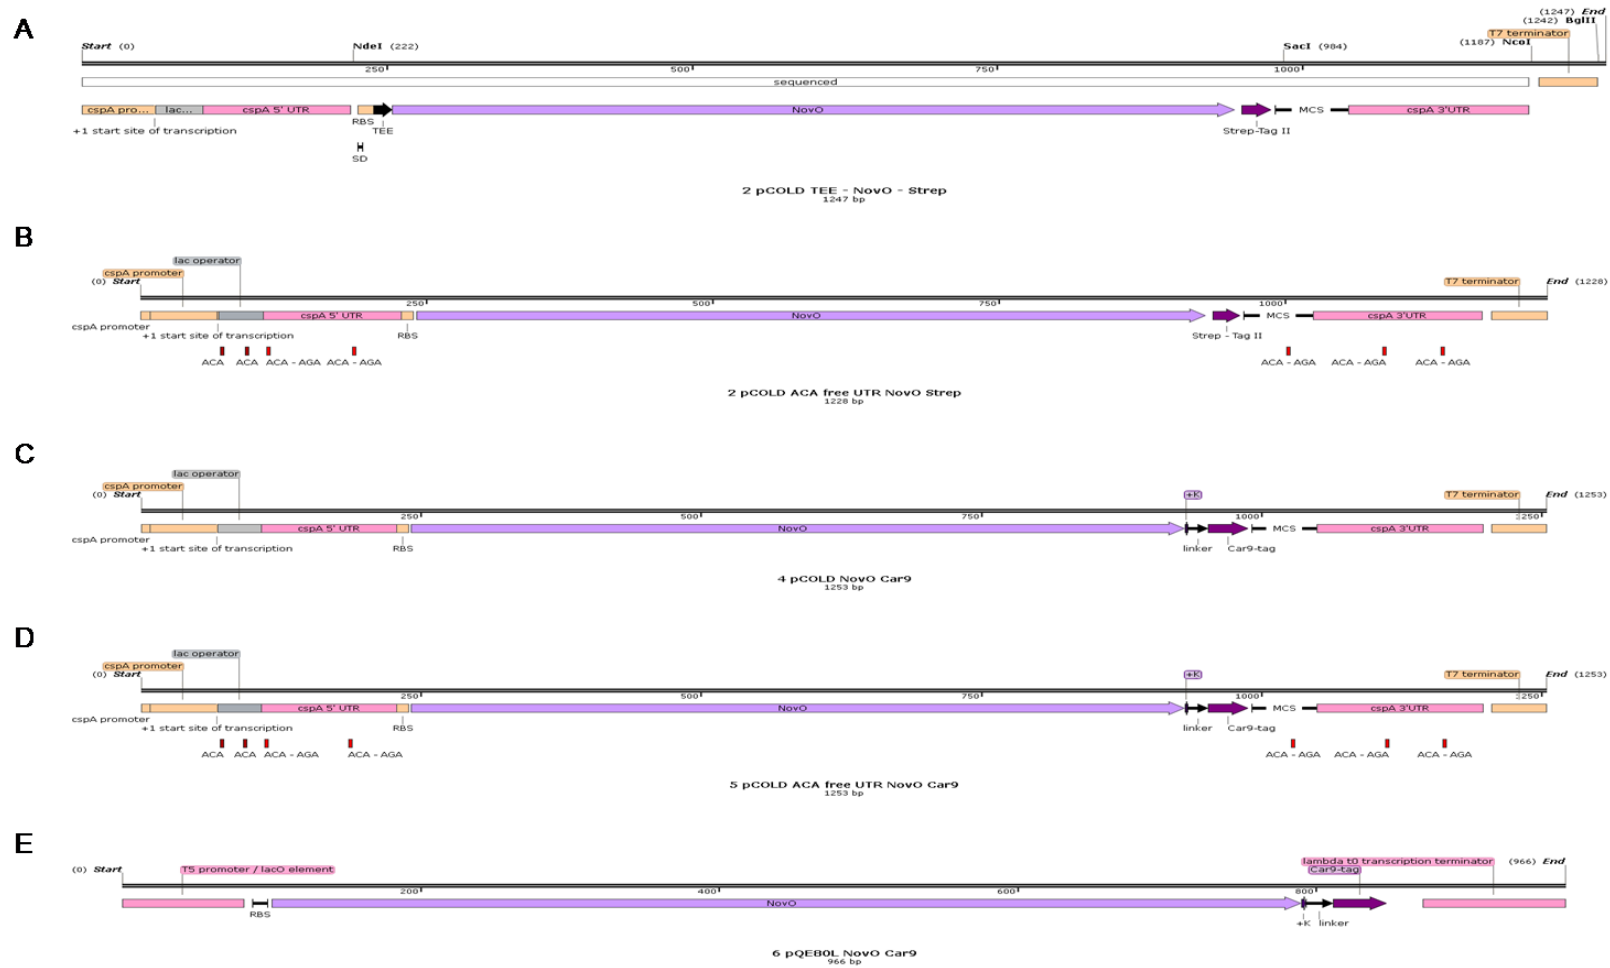 A
(1247) End
(1242) BglII
T7 terminator
Start (0) NdeI (222) SacI (984) (1187) NcoI
250 500 750 1000
sequenced
cspA pro... lac... cspA 5' UTR NovO MCS cspA 3'UTR
RBS
+1 start site of transcription TEE Strep-Tag II
SD
2 pCOLD TEE - NovO - Strep
1247 bp
B
lac operator
cspA promoter
(0) Start T7 terminator End (1228)
250 500 750 1000
cspA 5' UTR NovO MCS cspA 3'UTR
cspA promoter
+1 start site of transcription RBS Strep - Tag II
ACA ACA ACA - AGA ACA - AGA ACA - AGA ACA - AGA ACA - AGA
2 pCOLD ACA free UTR NovO Strep
1228 bp
C
lac operator
cspA promoter
(0) Start +K T7 terminator End (1253)
250 500 750 1000 1250
cspA 5' UTR NovO MCS cspA 3'UTR
cspA promoter
+1 start site of transcription RBS linker Car9-tag
4 pCOLD NovO Car9
1253 bp
D
lac operator
cspA promoter
(0) Start +K T7 terminator End (1253)
250 500 750 1000 1250
cspA 5' UTR NovO MCS cspA 3'UTR
cspA promoter
+1 start site of transcription RBS linker Car9-tag
ACA ACA ACA - AGA ACA - AGA ACA - AGA ACA - AGA ACA - AGA
5 pCOLD ACA free UTR NovO Car9
1253 bp
E
lambda t0 transcription terminator (966) End
(0) Start T5 promoter / lacO element Car9-tag
200 400 600 800
NovO
RBS
+K linker
6 pQE80L NovO Car9
966 bp